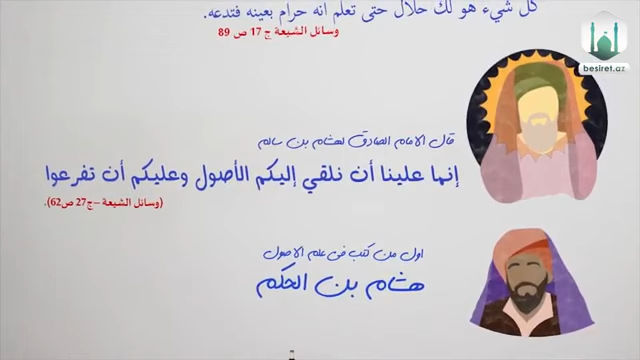 كل شيء هو لك حلال حتى تعلم انه حرام بعينه فتدعه.
وسائل الشيعة ج 17 ص 89
besiret.az
قال الامام الصادق لهشام بن سالم
إنما علينا أن نلقي إليكم الأصول وعليكم أن تفرعوا
(وسائل الشيعة –ج27 ص62).
اول من كتب في علم الاصول
هشام بن الحكم